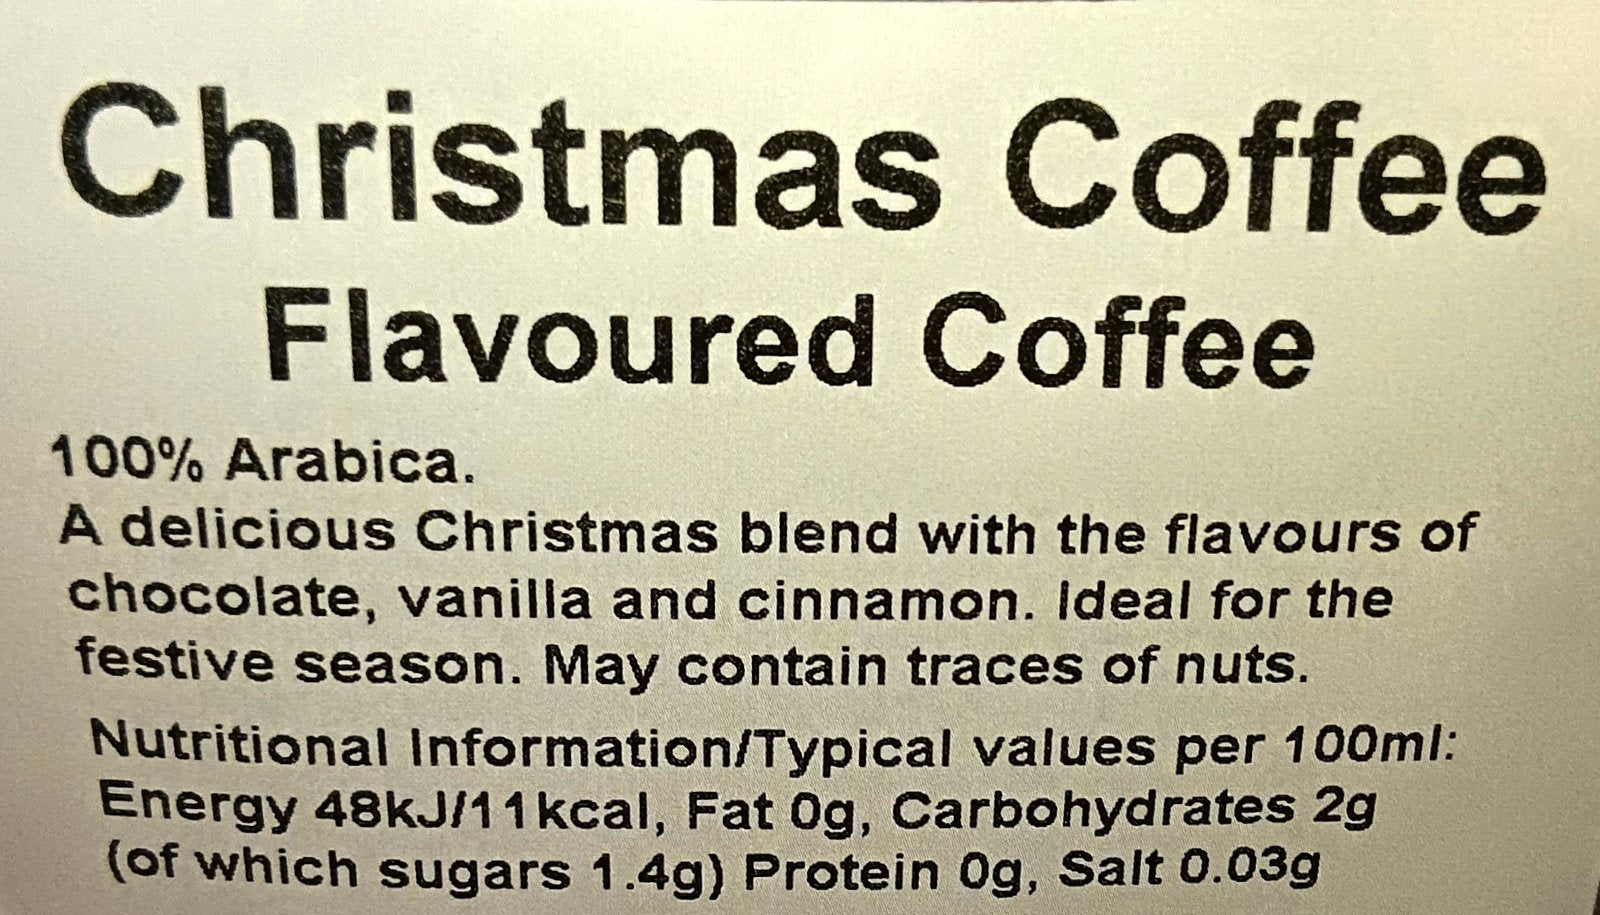 Christmas Coffee
Flavoured Coffee
100% Arabica.
A delicious Christmas blend with the flavours of
chocolate, vanilla and cinnamon. Ideal for the
festive season. May contain traces of nuts.
Nutritional Information/Typical values per 100ml:
Energy 48kJ/11kcal, Fat 0g, Carbohydrates 2g
(of which sugars 1.4g) Protein 0g, Salt 0.03g